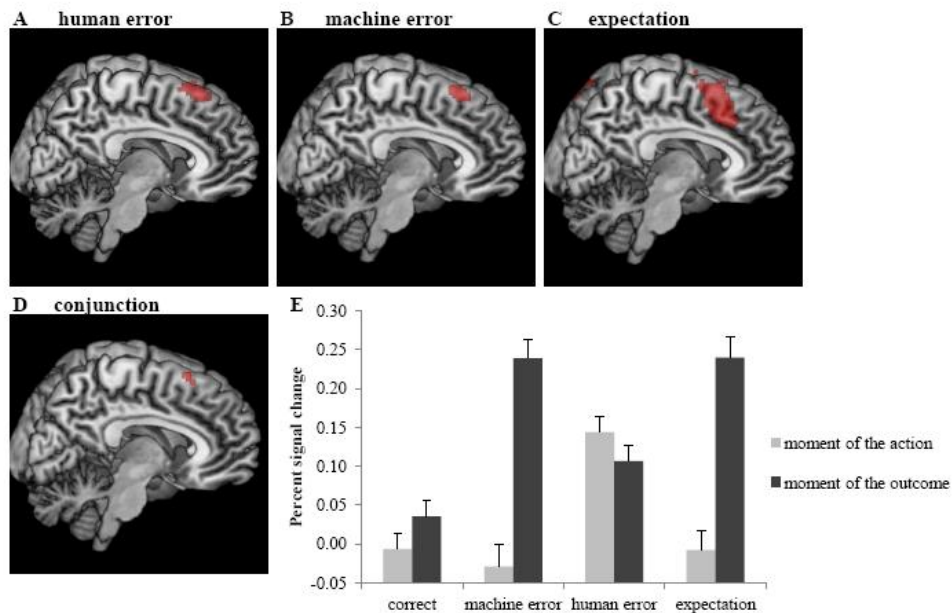 A human error
B machine error
C expectation
D conjunction
E
Percent signal change
0.30
0.25
0.20
0.15
0.10
0.05
0.00
-0.05
correct
machine error
human error
expectation
moment of the action
moment of the outcome